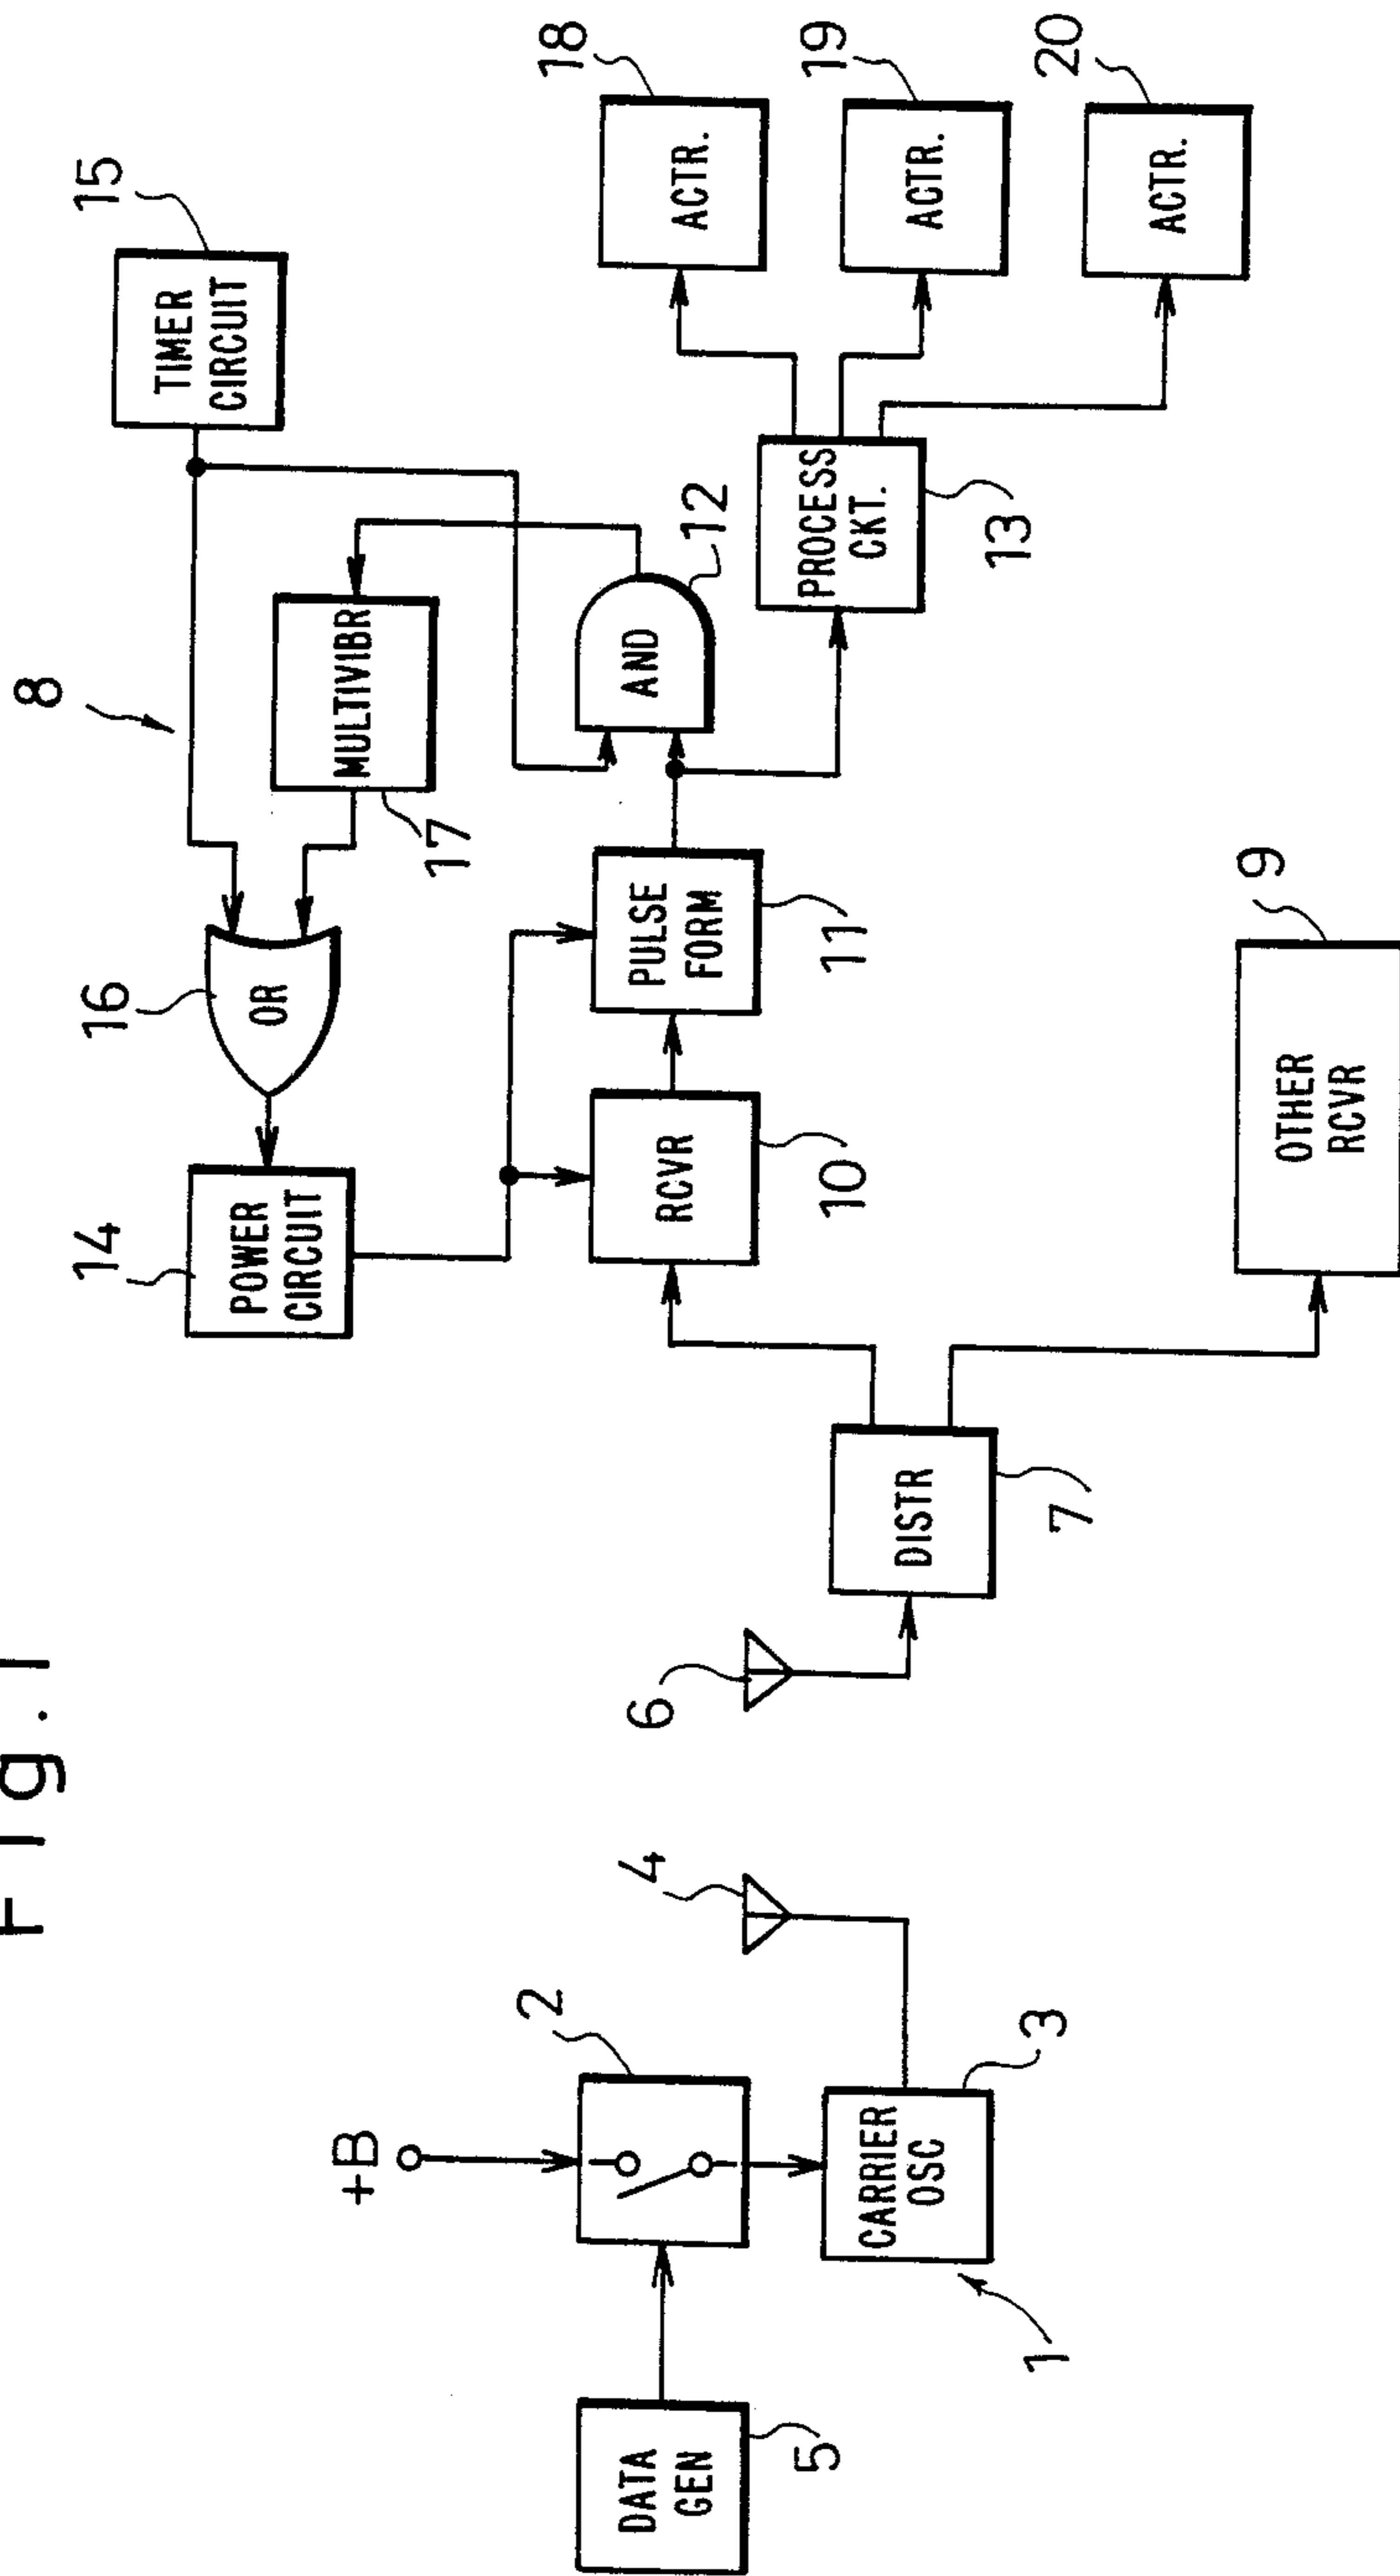 Fig. 1
+B
2
DATA
GEN
5
CARRIER
OSC
3
1
4
6
DISTR
7
8
14
POWER
CIRCUIT
16
OR
MULTIVIBR
17
15
TIMER
CIRCUIT
RCVR
10
PULSE
FORM
11
AND
12
PROCESS
CKT.
13
ACTR.
18
ACTR.
19
ACTR.
20
OTHER
RCVR
9